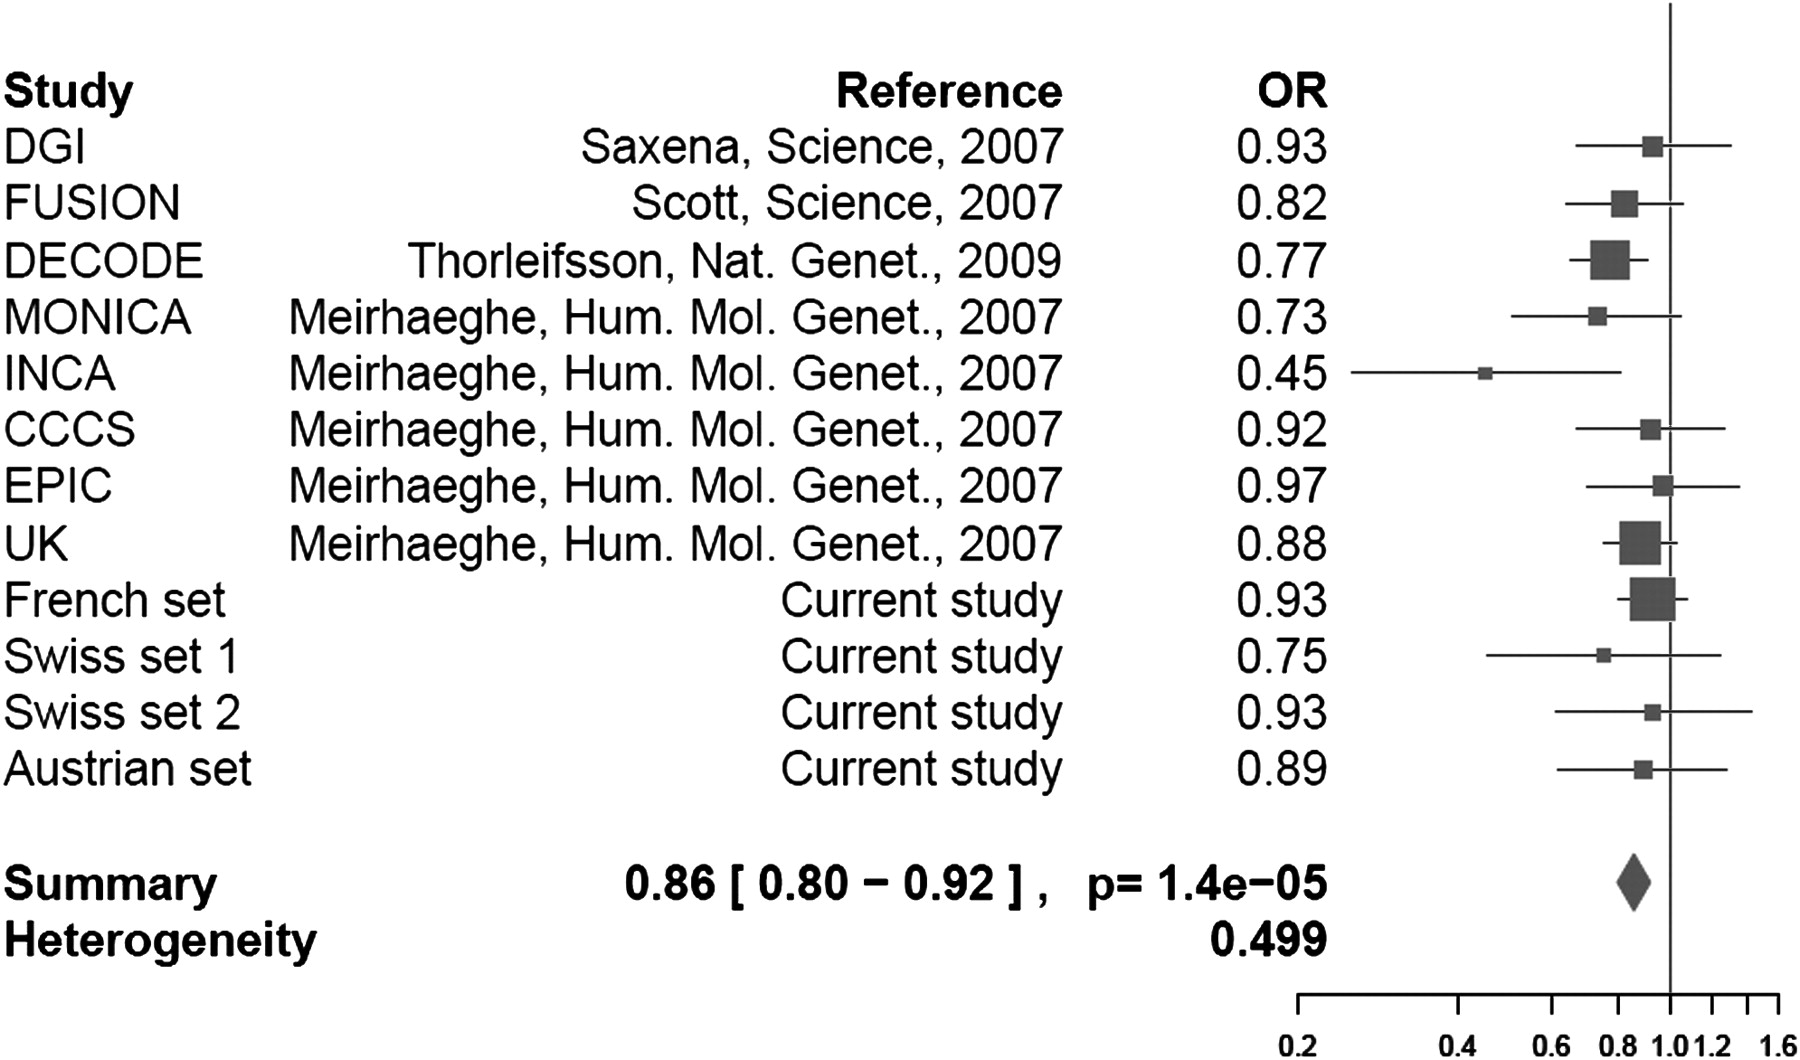 Study Reference OR
DGI Saxena, Science, 2007 0.93
FUSION Scott, Science, 2007 0.82
DECODE Thorleifsson, Nat. Genet., 2009 0.77
MONICA Meirhaeghe, Hum. Mol. Genet., 2007 0.73
INCA Meirhaeghe, Hum. Mol. Genet., 2007 0.45
CCCS Meirhaeghe, Hum. Mol. Genet., 2007 0.92
EPIC Meirhaeghe, Hum. Mol. Genet., 2007 0.97
UK Meirhaeghe, Hum. Mol. Genet., 2007 0.88
French set Current study 0.93
Swiss set 1 Current study 0.75
Swiss set 2 Current study 0.93
Austrian set Current study 0.89
Summary 0.86 [ 0.80 − 0.92 ] , p= 1.4e−05
Heterogeneity 0.499
0.2 0.4 0.6 0.8 1.0 1.2 1.6